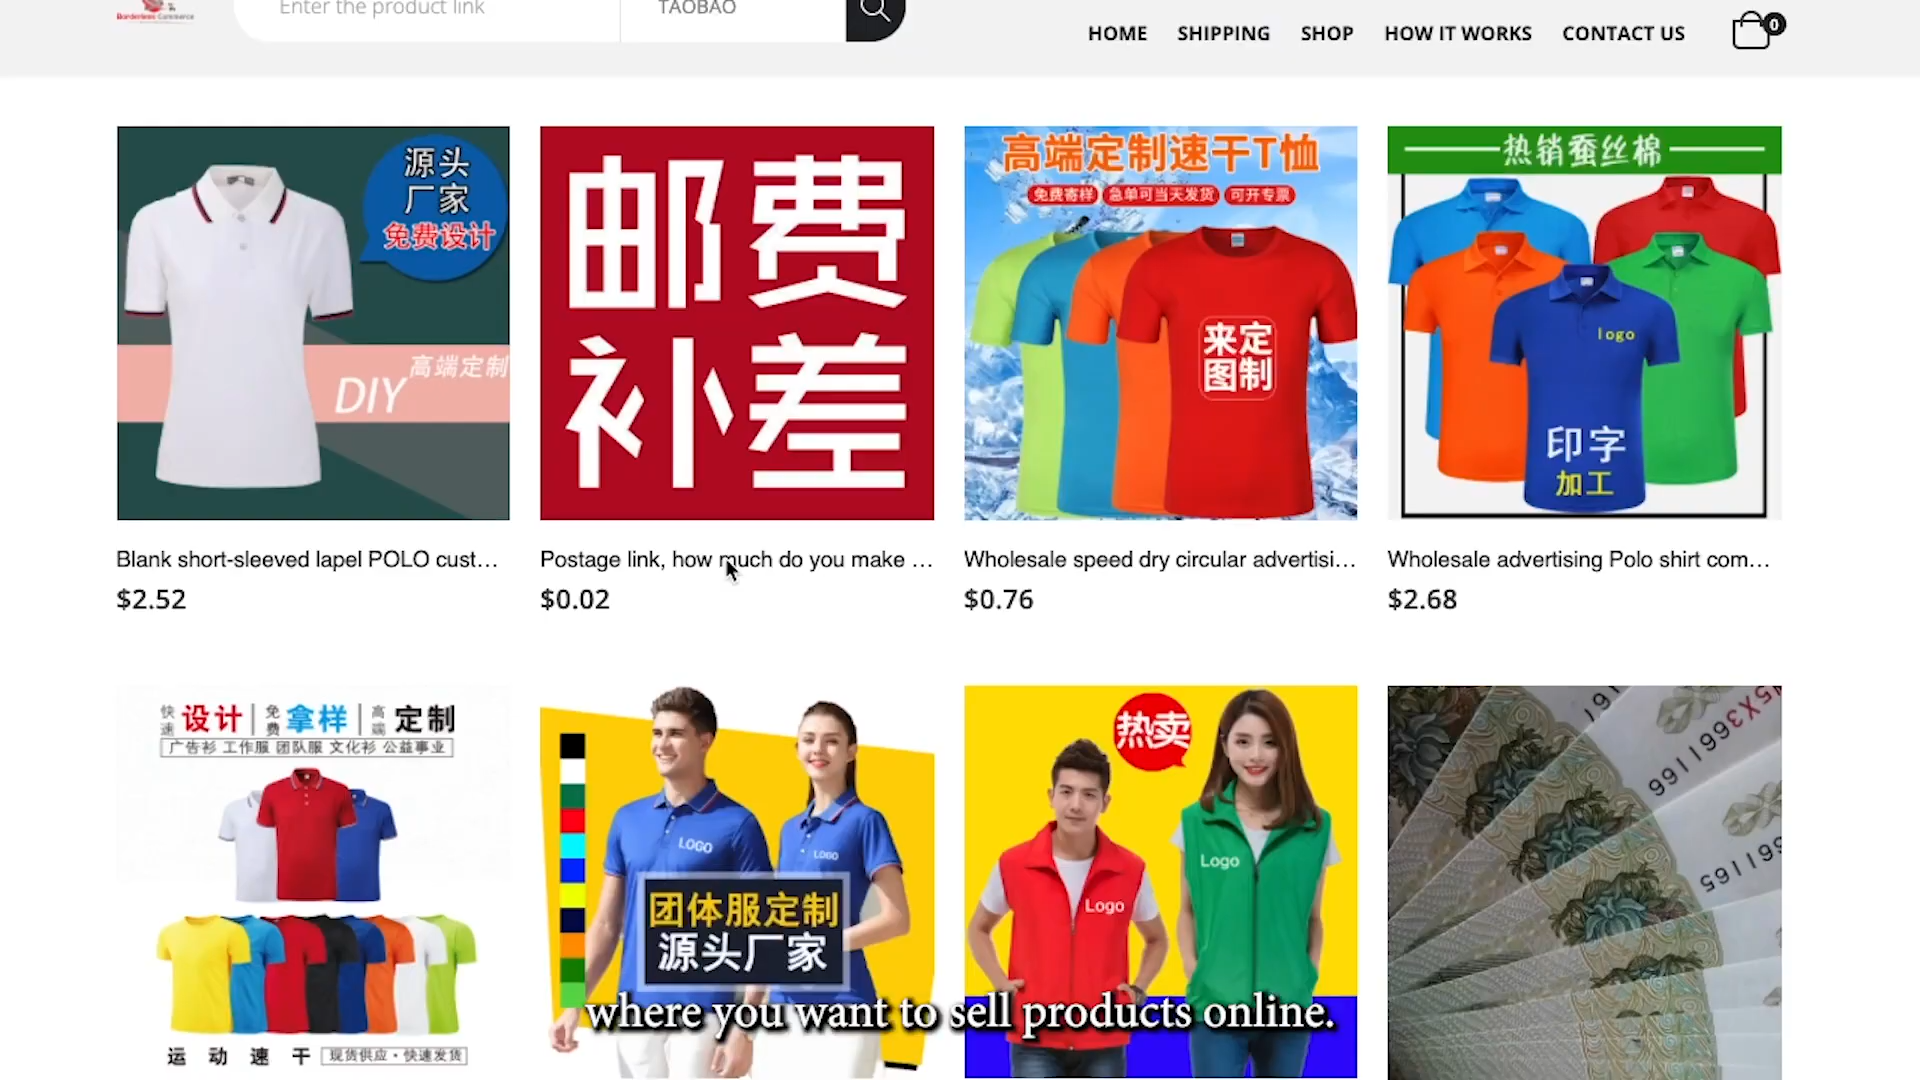 Borderless Commerce
Enter the product link
TAOBAO
HOME
SHIPPING
SHOP
HOW IT WORKS
CONTACT US
0
源头
厂家
免费设计
高端定制
DIY
邮费
补差
高端定制速干T恤
免费寄样
急单可当天发货
可开专票
来定
图制
热销蚕丝棉
logo
印字
加工
Blank short-sleeved lapel POLO cust...
$2.52
Postage link, how much do you make ...
$0.02
Wholesale speed dry circular advertisi...
$0.76
Wholesale advertising Polo shirt com...
$2.68
快速 设计 | 免费 拿样 | 高端 定制
广告衫 工作服 团队服 文化衫 公益事业
运动速干
现货供应·快速发货
LOGO
LOGO
团体服定制
源头厂家
热卖
Logo
Logo
where you want to sell products online.